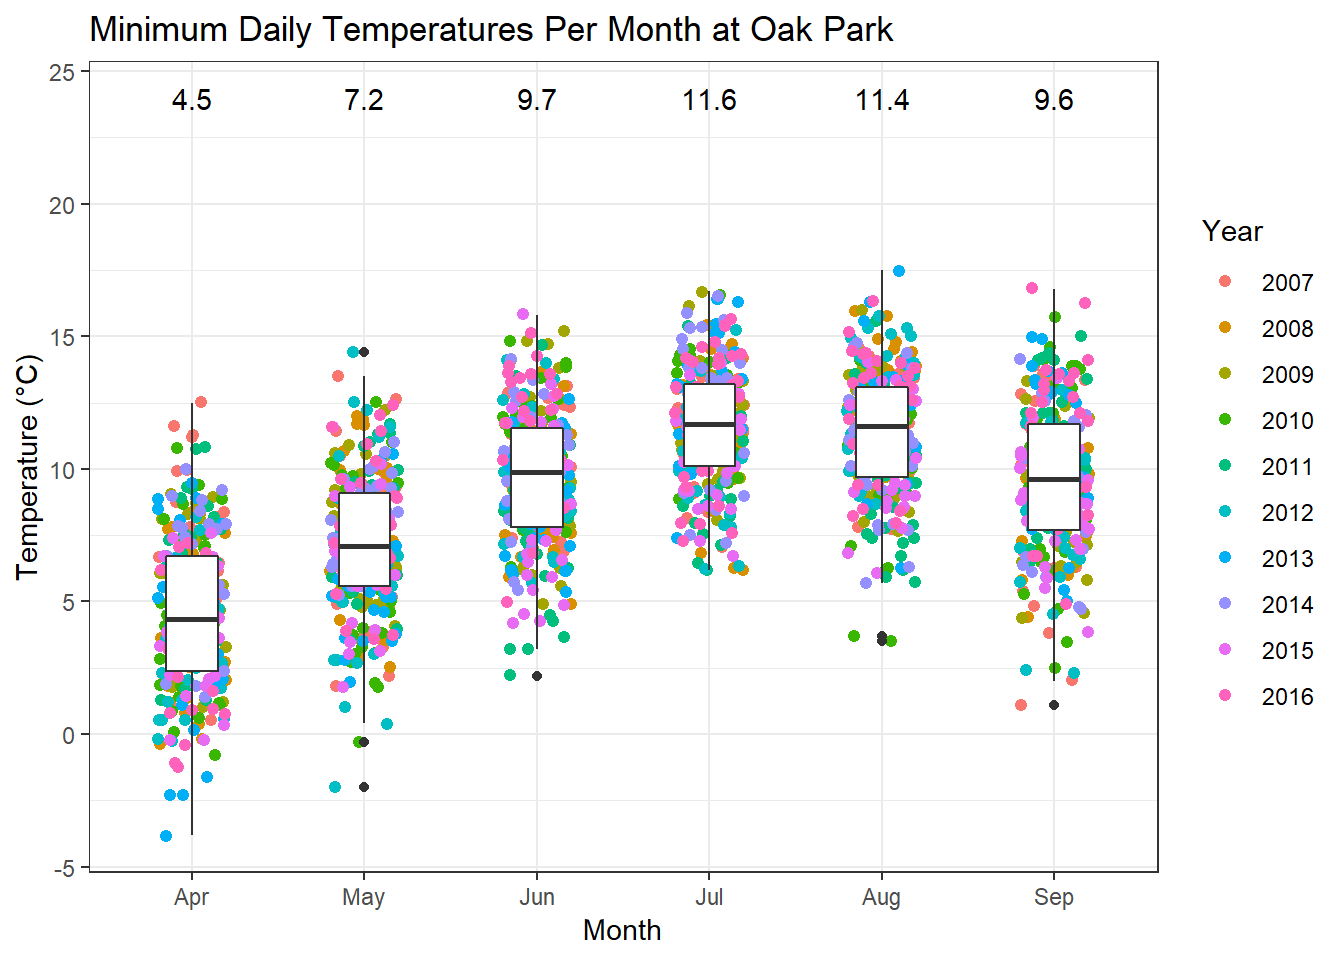 Minimum Daily Temperatures Per Month at Oak Park
25
4.5 7.2 9.7 11.6 11.4 9.6
20
15
10
5
0
-5
Temperature (°C)
Apr May Jun Jul Aug Sep
Month
Year
2007
2008
2009
2010
2011
2012
2013
2014
2015
2016